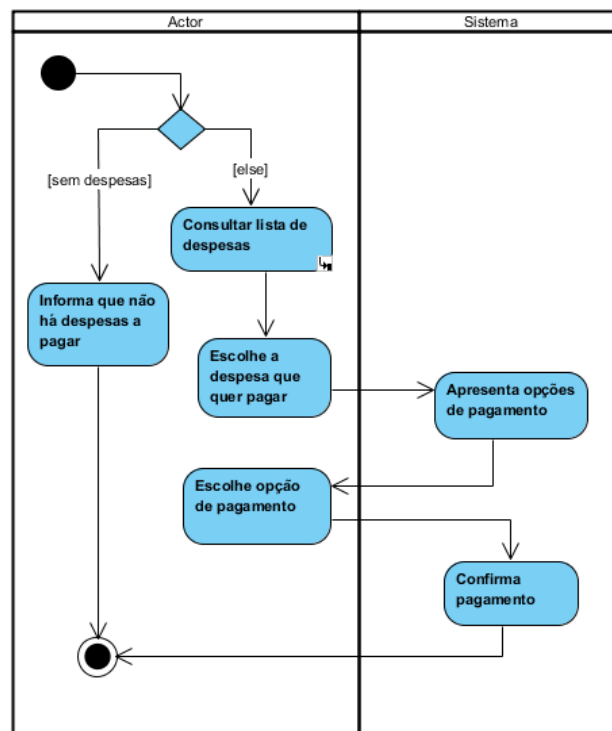 Actor
Sistema
[sem despesas]
[else]
Consultar lista de
despesas
Informa que não
há despesas a
pagar
Escolhe a
despesa que
quer pagar
Apresenta opções
de pagamento
Escolhe opção
de pagamento
Confirma
pagamento